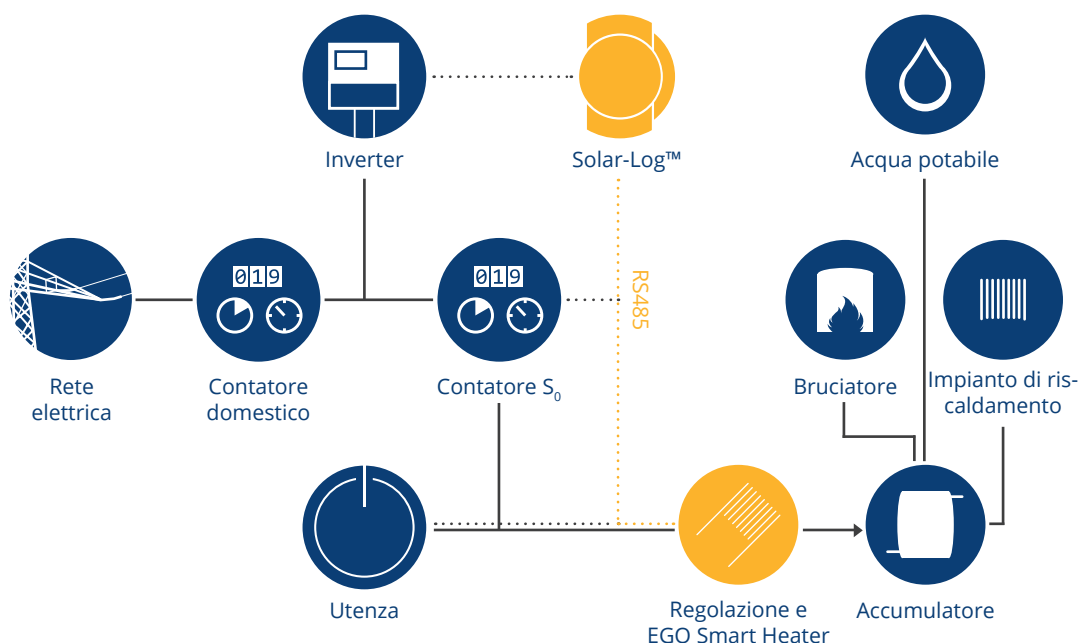 Inverter
Solar-Log™
Acqua potabile
019
019
RS485
Rete
elettrica
Contatore
domestico
Contatore S₀
Bruciatore
Impianto di ris-
caldamento
Utenza
Regolazione e
EGO Smart Heater
Accumulatore